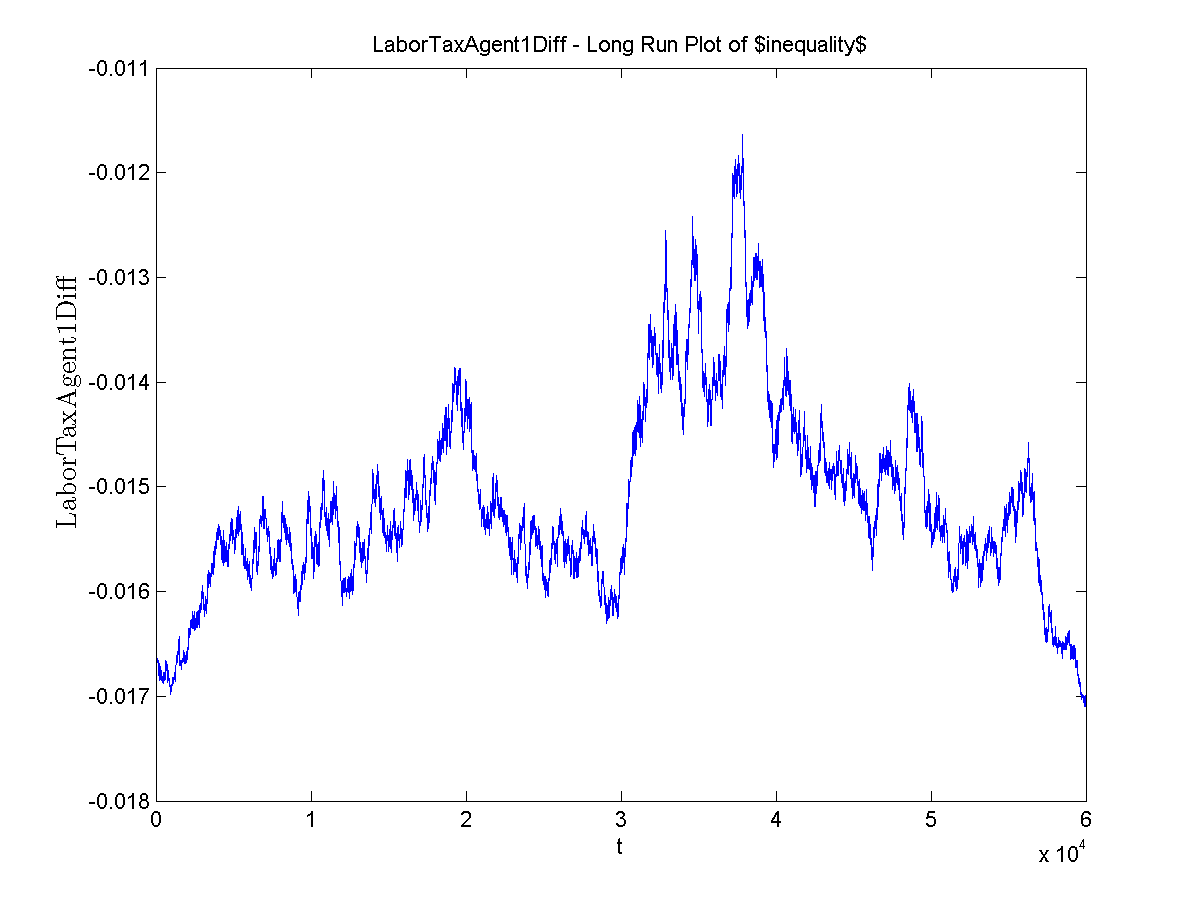 LaborTaxAgent1Diff - Long Run Plot of $inequality$
-0.011
-0.012
-0.013
-0.014
-0.015
-0.016
-0.017
-0.018
LaborTaxAgent1Diff
0 1 2 3 4 5 6
t
x 10^4